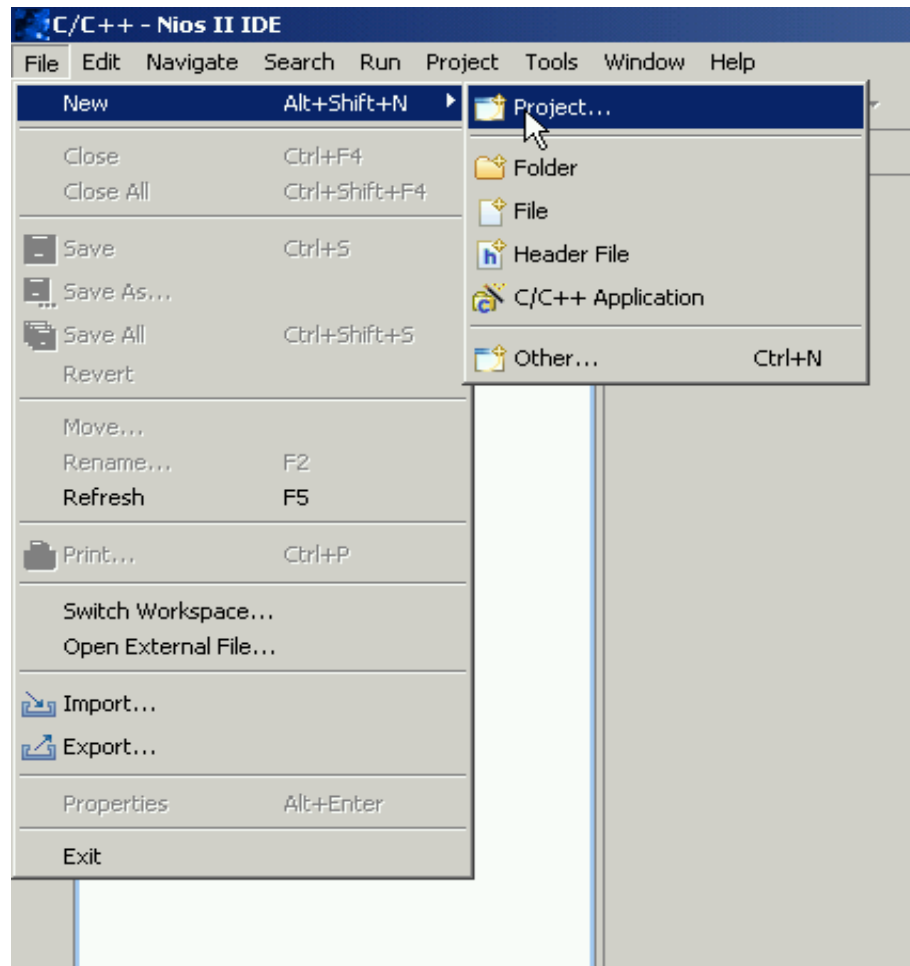 C/C++ - Nios II IDE
File Edit Navigate Search Run Project Tools Window Help
New Alt+Shift+N
Close Ctrl+F4
Close All Ctrl+Shift+F4
Save Ctrl+S
Save As...
Save All Ctrl+Shift+S
Revert
Move...
Rename... F2
Refresh F5
Print... Ctrl+P
Switch Workspace...
Open External File...
Import...
Export...
Properties Alt+Enter
Exit
Project...
Folder
File
Header File
C/C++ Application
Other... Ctrl+N